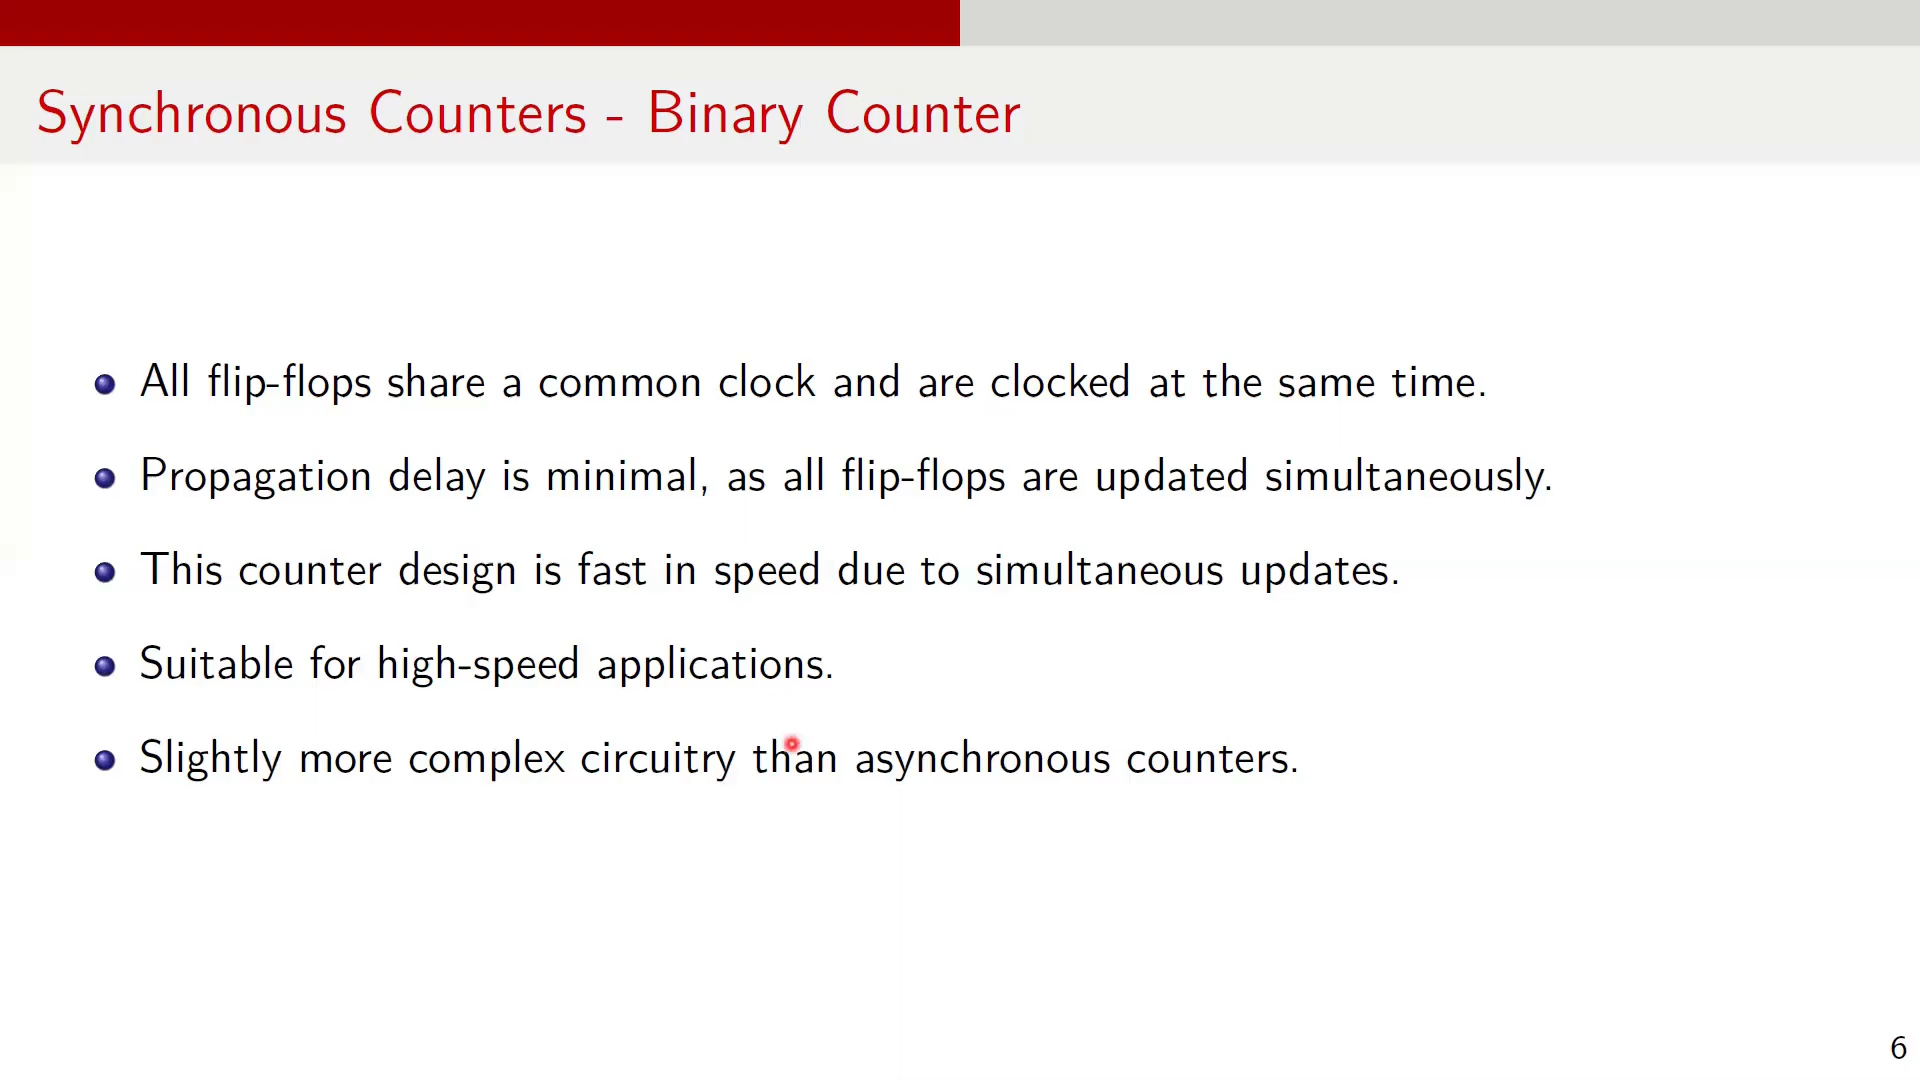 Synchronous Counters - Binary Counter
All flip-flops share a common clock and are clocked at the same time.
Propagation delay is minimal, as all flip-flops are updated simultaneously.
This counter design is fast in speed due to simultaneous updates.
Suitable for high-speed applications.
Slightly more complex circuitry than asynchronous counters.
6